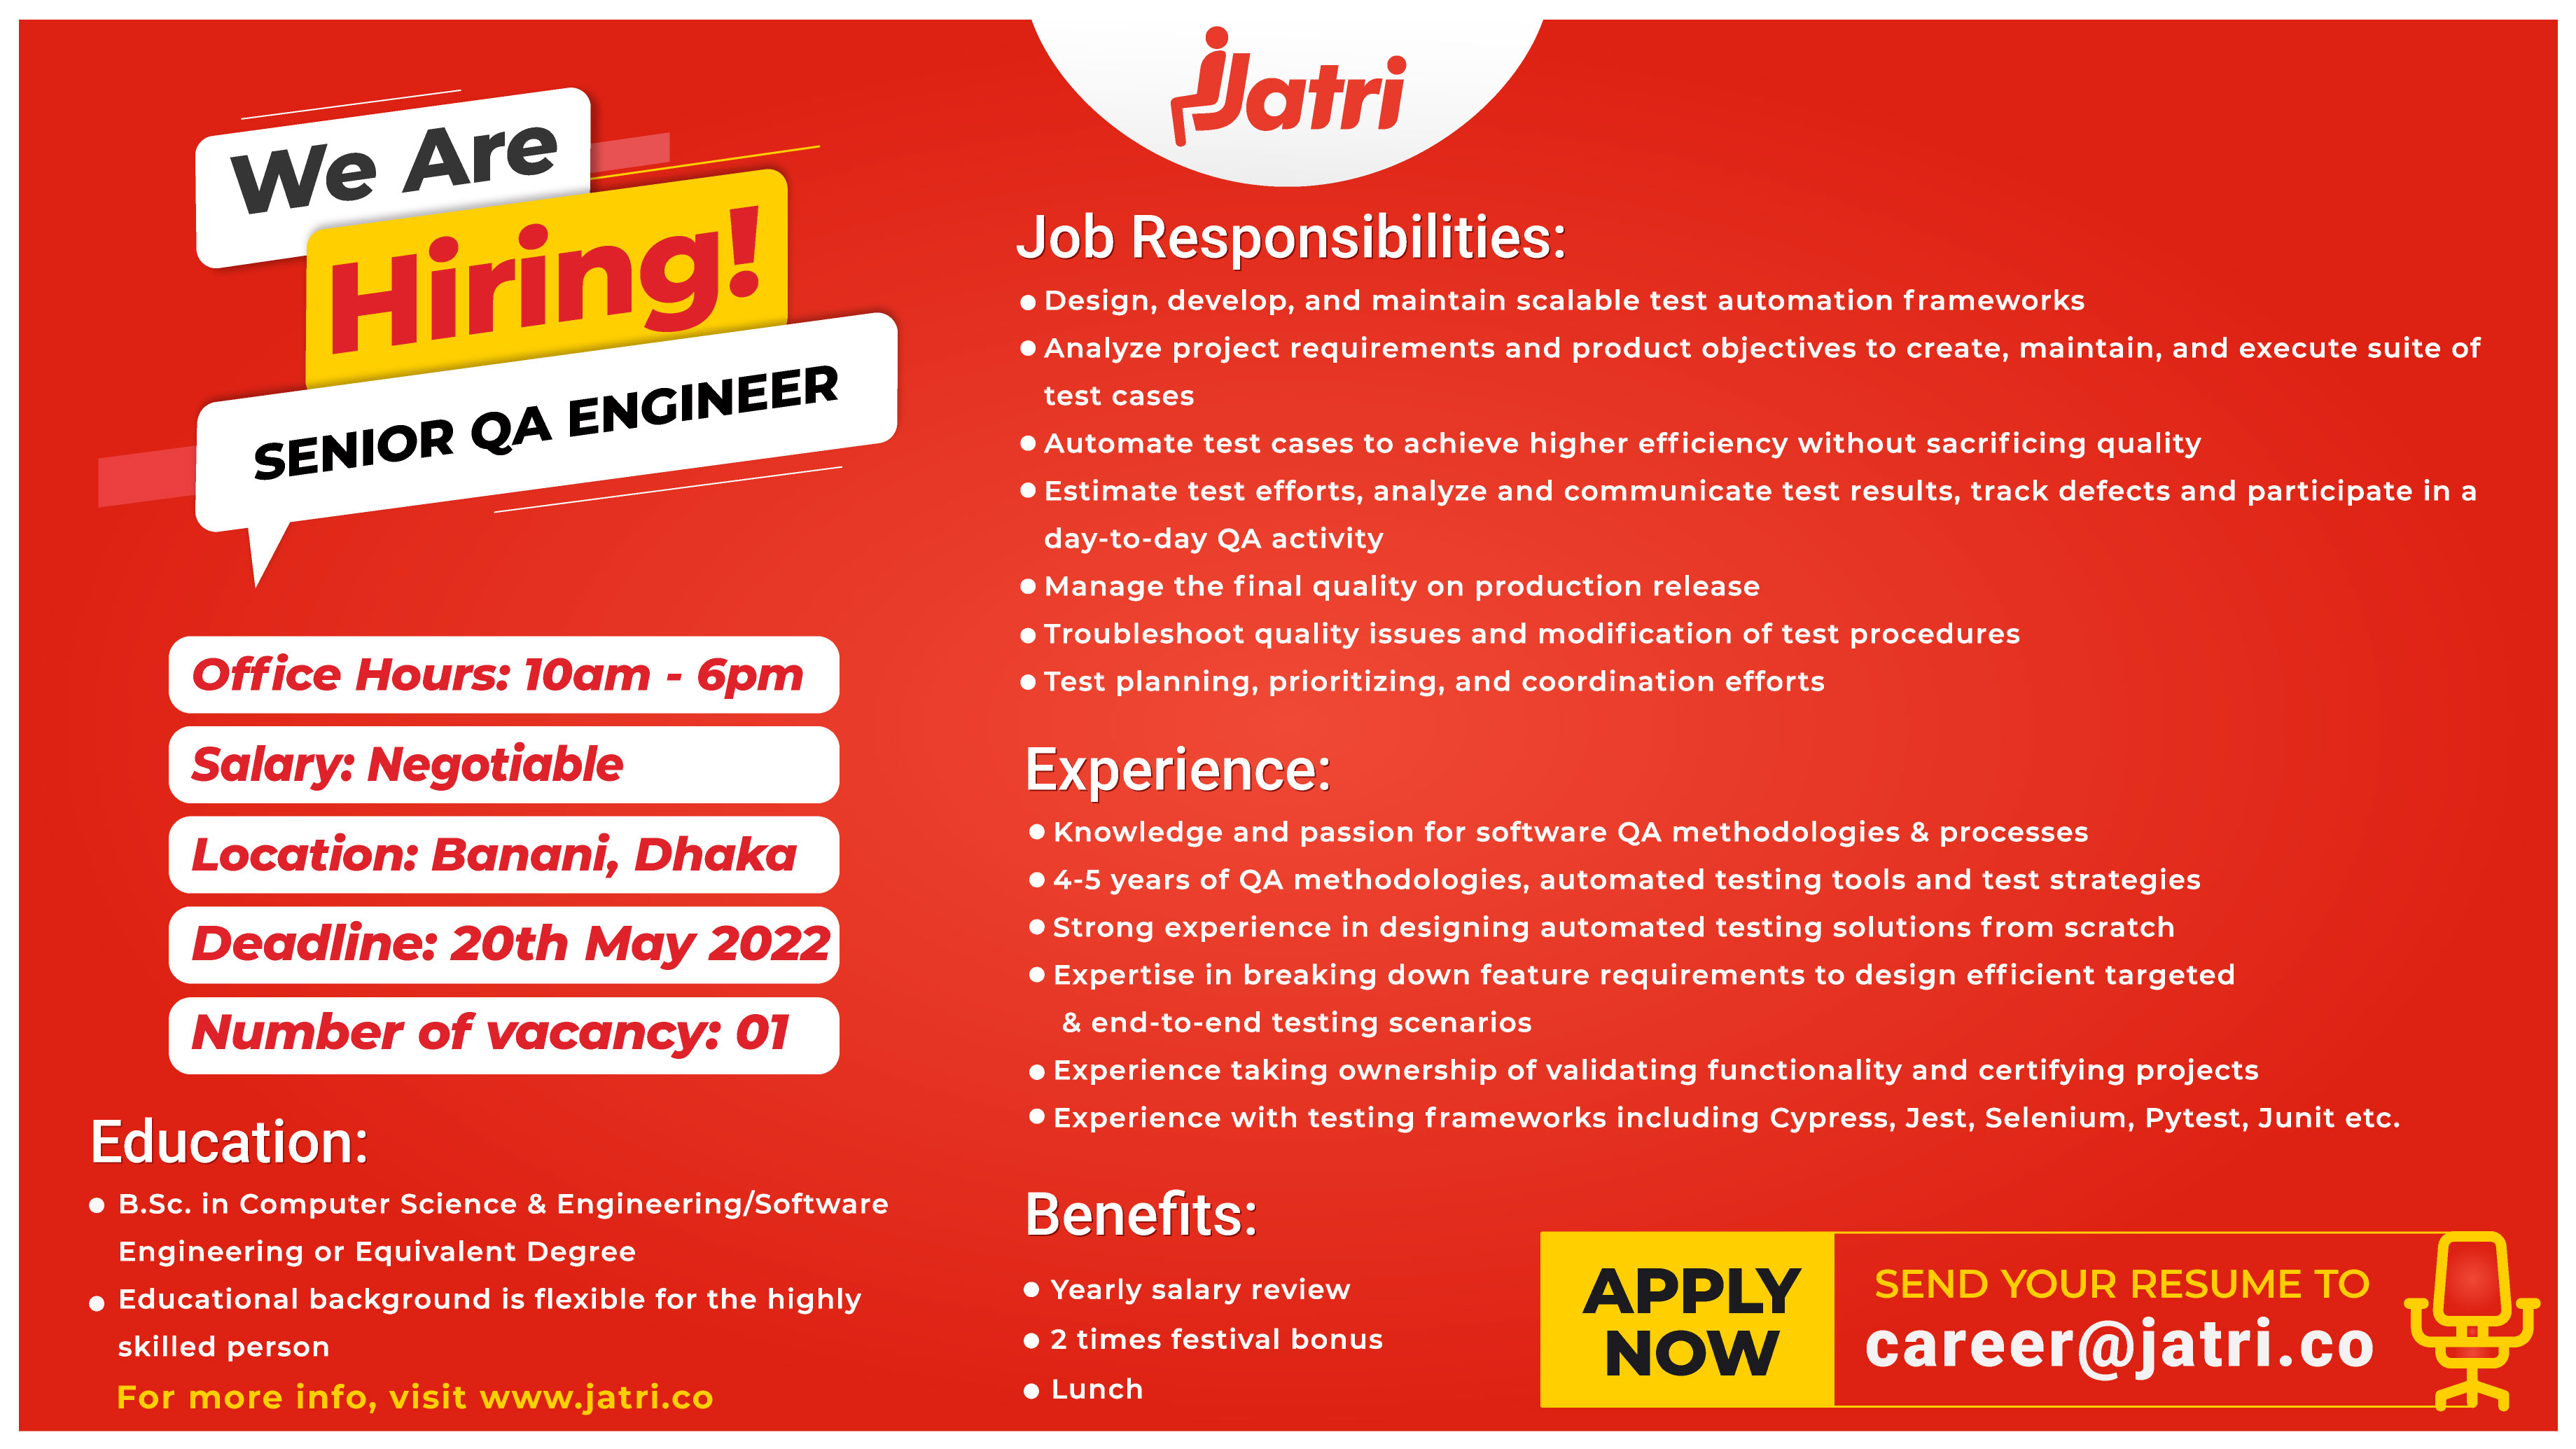 Jatri
We Are
Hiring!
SENIOR QA ENGINEER
Office Hours: 10am - 6pm
Salary: Negotiable
Location: Banani, Dhaka
Deadline: 20th May 2022
Number of vacancy: 01
Education:
● B.Sc. in Computer Science & Engineering/Software
Engineering or Equivalent Degree
● Educational background is flexible for the highly
skilled person
For more info, visit www.jatri.co
Job Responsibilities:
● Design, develop, and maintain scalable test automation frameworks
● Analyze project requirements and product objectives to create, maintain, and execute suite of
test cases
● Automate test cases to achieve higher efficiency without sacrificing quality
● Estimate test efforts, analyze and communicate test results, track defects and participate in a
day-to-day QA activity
● Manage the final quality on production release
● Troubleshoot quality issues and modification of test procedures
● Test planning, prioritizing, and coordination efforts
Experience:
● Knowledge and passion for software QA methodologies & processes
● 4-5 years of QA methodologies, automated testing tools and test strategies
● Strong experience in designing automated testing solutions from scratch
● Expertise in breaking down feature requirements to design efficient targeted
& end-to-end testing scenarios
● Experience taking ownership of validating functionality and certifying projects
● Experience with testing frameworks including Cypress, Jest, Selenium, Pytest, Junit etc.
Benefits:
● Yearly salary review
● 2 times festival bonus
● Lunch
APPLY
NOW
SEND YOUR RESUME TO
career@jatri.co